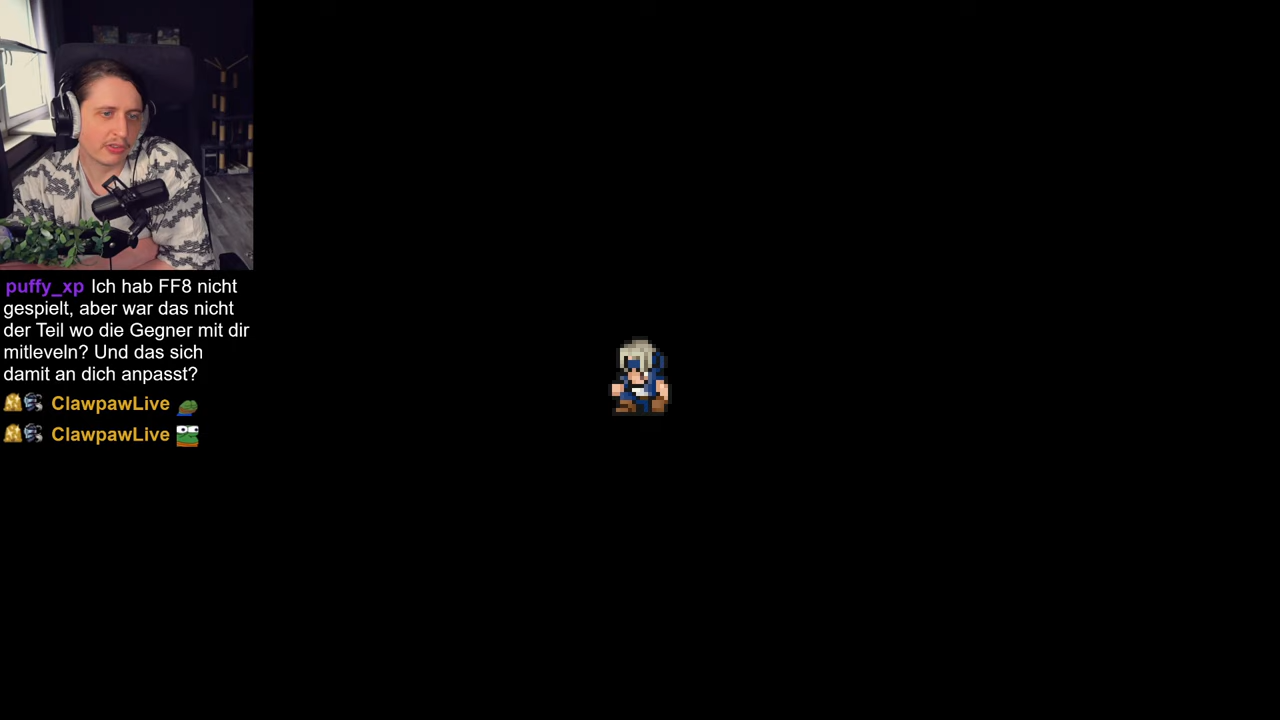 puffy_xp Ich hab FF8 nicht
gespielt, aber war das nicht
der Teil wo die Gegner mit dir
mitleveln? Und das sich
damit an dich anpasst?
ClawpawLive
ClawpawLive